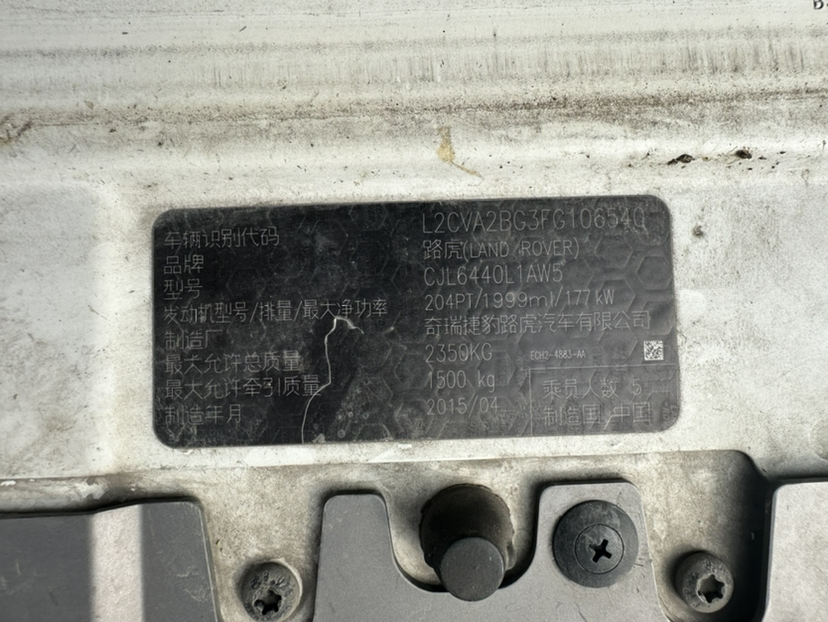 车辆识别代码 L2CVA2BG3FG106540
品牌 路虎(LAND ROVER)
型号 CJL6440L1AW5
发动机型号/排量/最大净功率 204PT/1999ml/177kW
制造厂 奇瑞捷豹路虎汽车有限公司
最大允许总质量 2350KG ECH2-4883-AA
最大允许牵引质量 1500 kg 乘员人数 5
制造年月 2015/04 制造国 中国